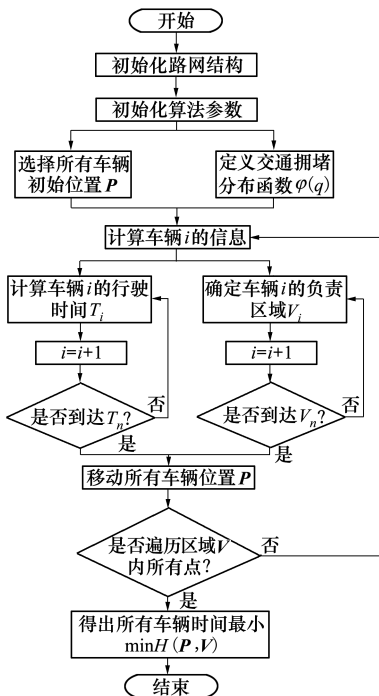 开始
初始化路网结构
初始化算法参数
选择所有车辆
初始位置P
定义交通拥堵
分布函数φ(q)
计算车辆i的信息
计算车辆i的行驶
时间Ti
确定车辆i的负责
区域Vi
i=i+1
i=i+1
是否到达Tn?
否
是
是否到达Vn?
否
是
移动所有车辆位置P
是否遍历区域V
内所有点?
否
是
得出所有车辆时间最小
minH(P,V)
结束